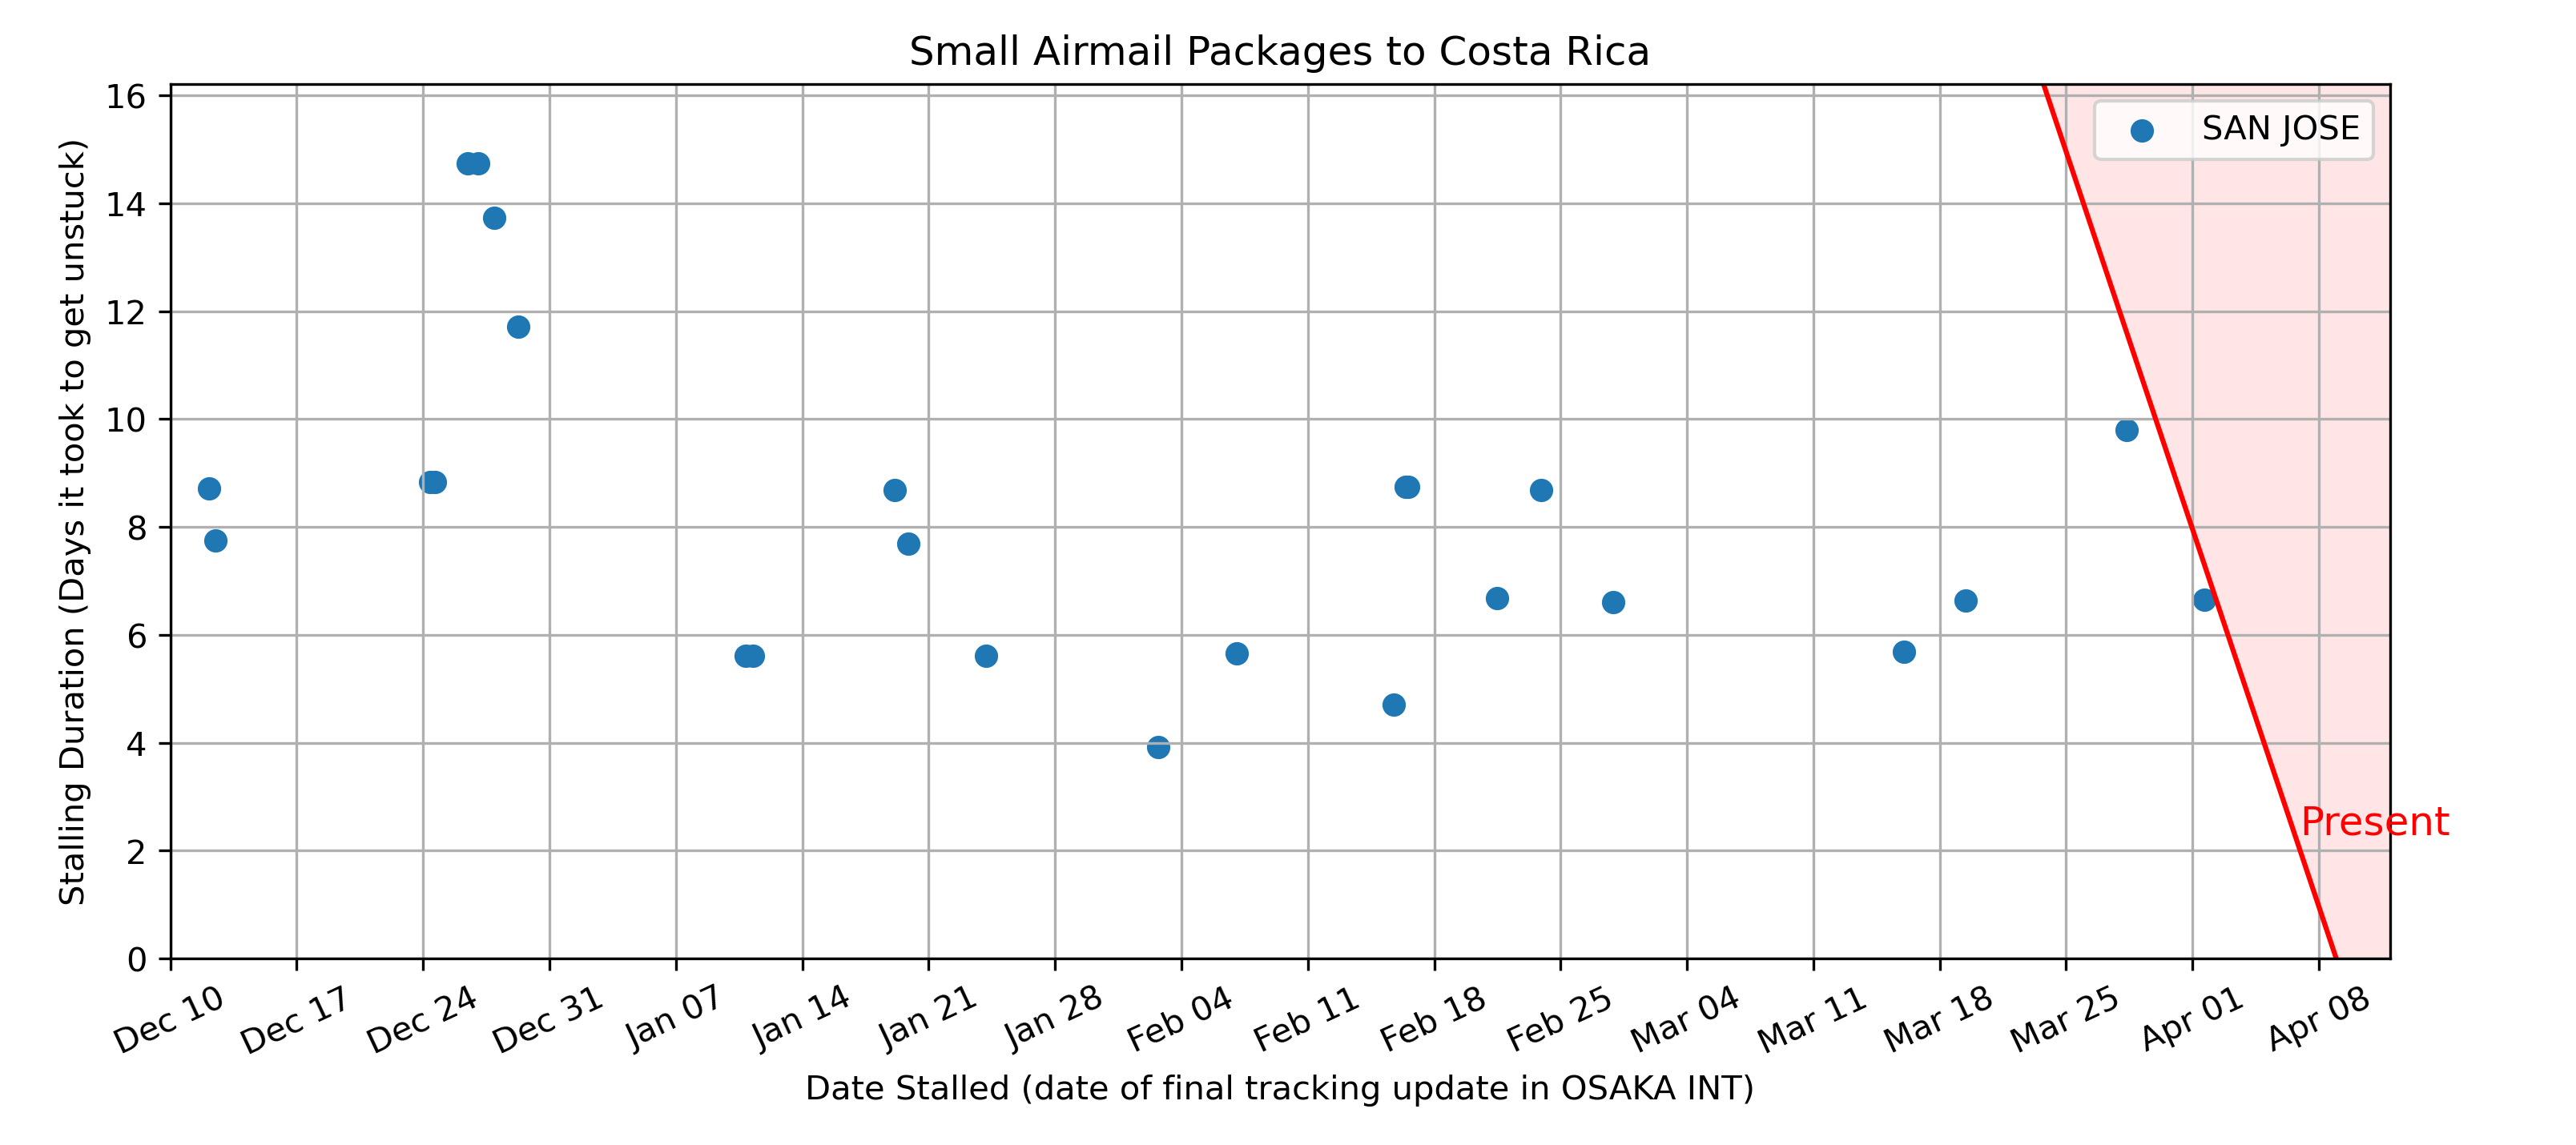 Small Airmail Packages to Costa Rica
Stalling Duration (Days it took to get unstuck)
16
14
12
10
8
6
4
2
0
SAN JOSE
Present
Dec 10
Dec 17
Dec 24
Dec 31
Jan 07
Jan 14
Jan 21
Jan 28
Feb 04
Feb 11
Feb 18
Feb 25
Mar 04
Mar 11
Mar 18
Mar 25
Apr 01
Apr 08
Date Stalled (date of final tracking update in OSAKA INT)